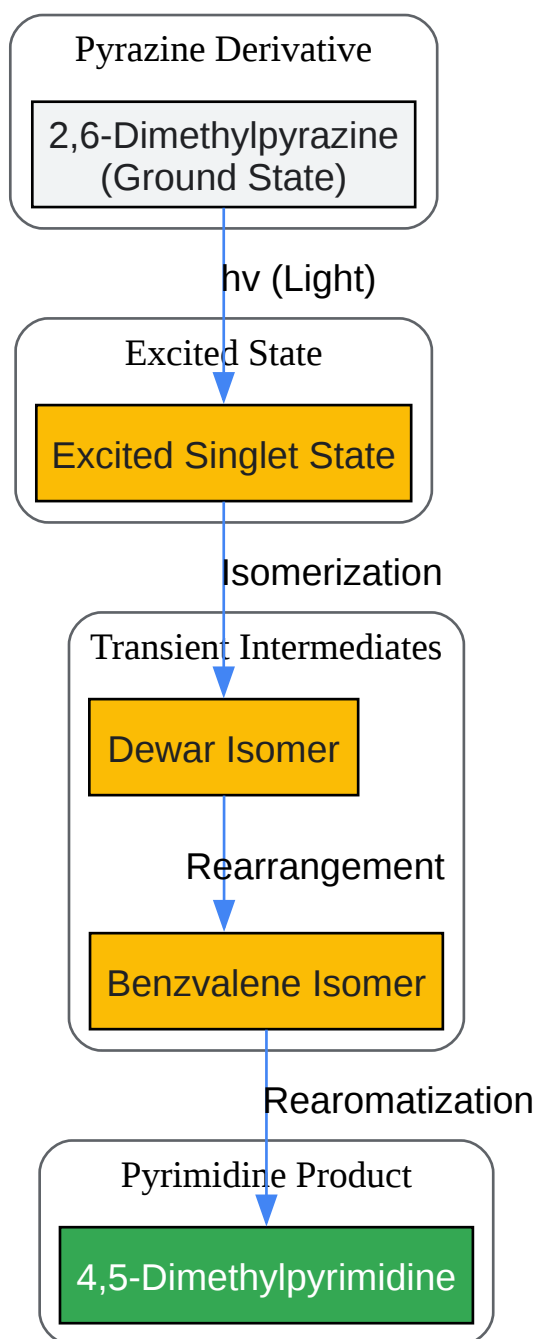 Pyrazine Derivative
2,6-Dimethylpyrazine
(Ground State)
hv (Light)
Excited State
Excited Singlet State
Isomerization
Transient Intermediates
Dewar Isomer
Rearrangement
Benzvalene Isomer
Rearomatization
Pyrimidine Product
4,5-Dimethylpyrimidine